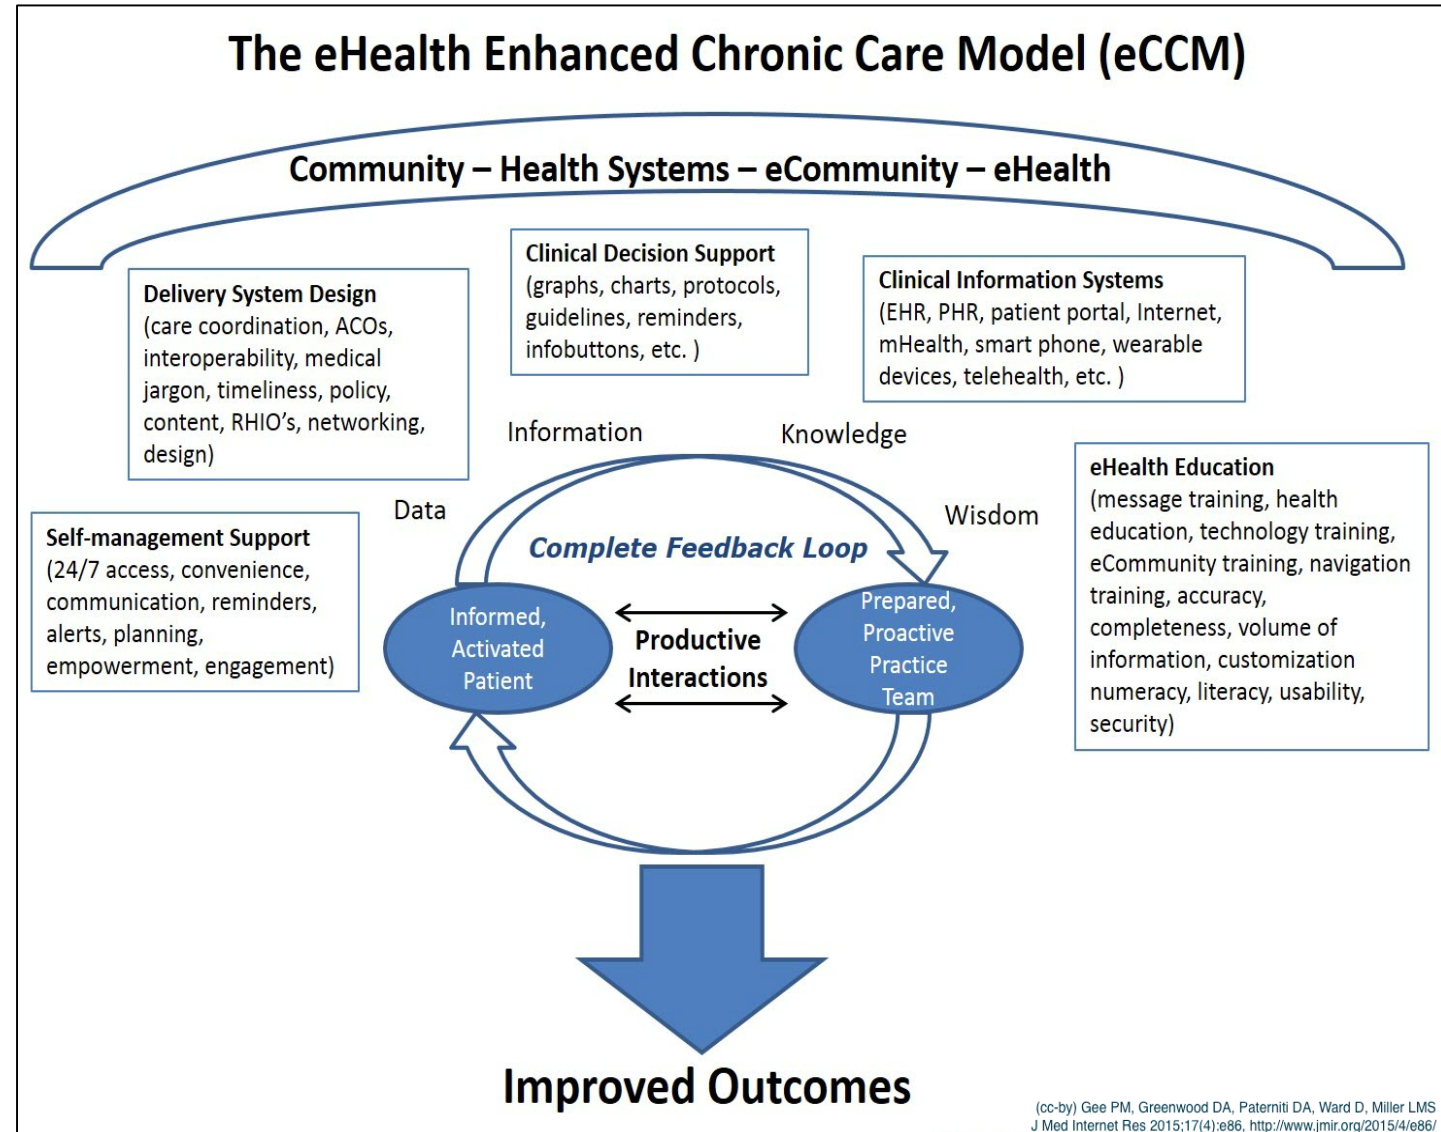 The eHealth Enhanced Chronic Care Model (eCCM)
Community – Health Systems – eCommunity – eHealth
Clinical Decision Support
(graphs, charts, protocols,
guidelines, reminders,
infobuttons, etc. )
Clinical Information Systems
(EHR, PHR, patient portal, Internet,
mHealth, smart phone, wearable
devices, telehealth, etc. )
Delivery System Design
(care coordination, ACOs,
interoperability, medical
jargon, timeliness, policy,
content, RHIO’s, networking,
design)
Information
Knowledge
eHealth Education
(message training, health
education, technology training,
eCommunity training, navigation
training, accuracy,
completeness, volume of
information, customization
numeracy, literacy, usability,
security)
Data
Wisdom
Self-management Support
(24/7 access, convenience,
communication, reminders,
alerts, planning,
empowerment, engagement)
Complete Feedback Loop
Informed,
Activated
Patient
Productive
Interactions
Prepared,
Proactive
Practice
Team
Improved Outcomes
(cc-by) Gee PM, Greenwood DA, Paterniti DA, Ward D, Miller LMS
J Med Internet Res 2015;17(4):e86, http://www.jmir.org/2015/4/e86/